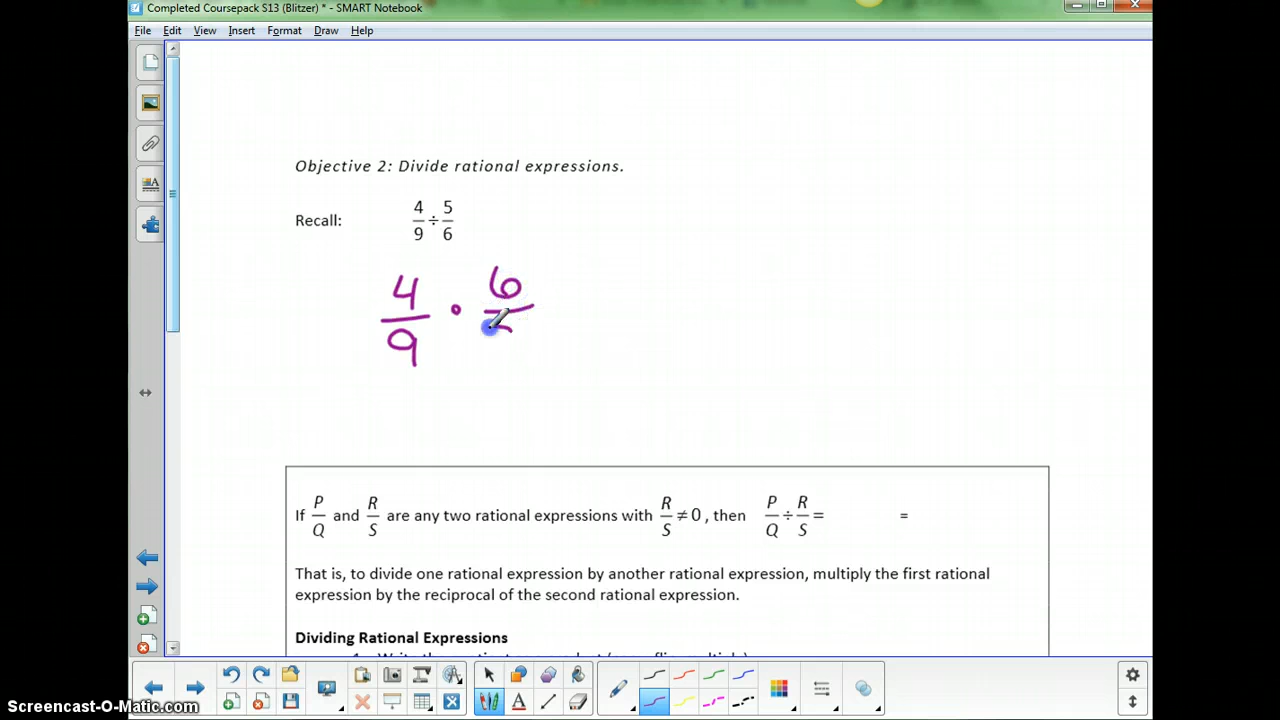 Completed Coursepack S13 (Blitzer) * - SMART Notebook
File Edit View Insert Format Draw Help
Objective 2: Divide rational expressions.
Recall: 4/9 ÷ 5/6
4/9 · 6/
If P/Q and R/S are any two rational expressions with R/S ≠ 0 , then P/Q ÷ R/S = =
That is, to divide one rational expression by another rational expression, multiply the first rational
expression by the reciprocal of the second rational expression.
Dividing Rational Expressions
Screencast-O-Matic.com